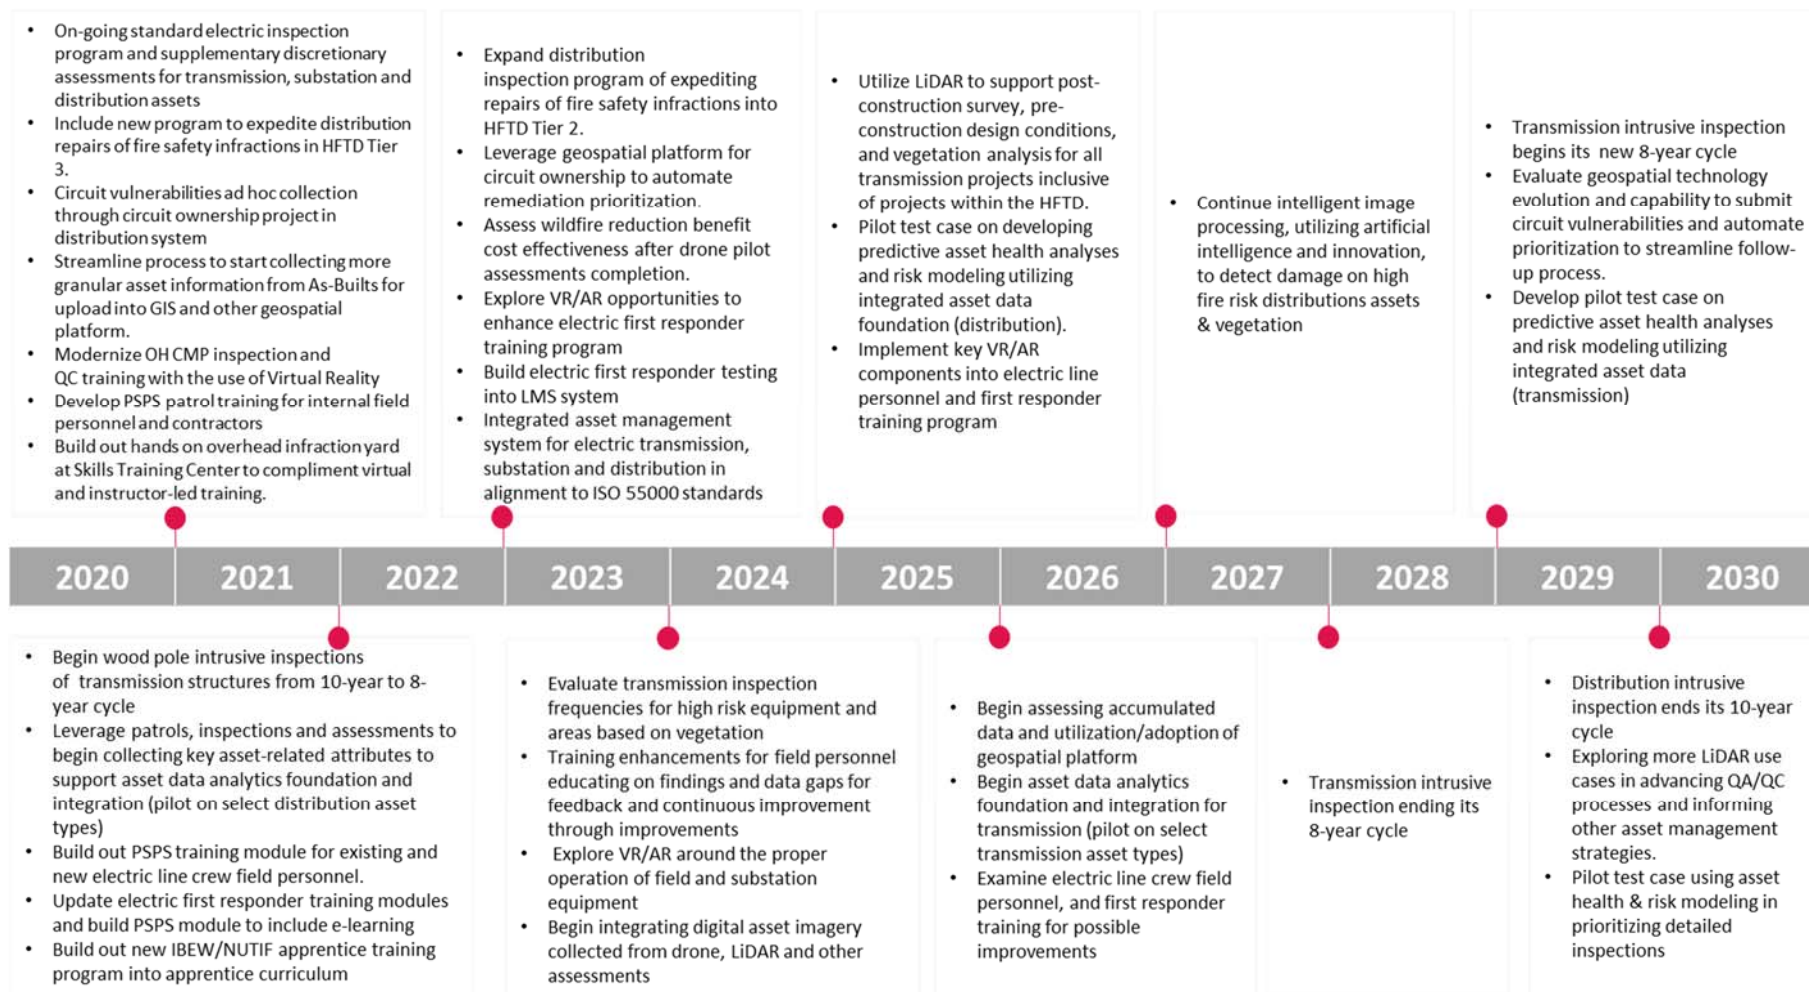 • On-going standard electric inspection
program and supplementary discretionary
assessments for transmission, substation and
distribution assets
• Include new program to expedite distribution
repairs of fire safety infractions in HFTD Tier
3.
• Circuit vulnerabilities ad hoc collection
through circuit ownership project in
distribution system
• Streamline process to start collecting more
granular asset information from As-Builts for
upload into GIS and other geospatial
platform.
• Modernize OH CMP inspection and
QC training with the use of Virtual Reality
• Develop PSPS patrol training for internal field
personnel and contractors
• Build out hands on overhead infraction yard
at Skills Training Center to compliment virtual
and instructor-led training.
• Expand distribution
inspection program of expediting
repairs of fire safety infractions into
HFTD Tier 2.
• Leverage geospatial platform for
circuit ownership to automate
remediation prioritization.
• Assess wildfire reduction benefit
cost effectiveness after drone pilot
assessments completion.
• Explore VR/AR opportunities to
enhance electric first responder
training program
• Build electric first responder testing
into LMS system
• Integrated asset management
system for electric transmission,
substation and distribution in
alignment to ISO 55000 standards
• Utilize LiDAR to support post-
construction survey, pre-
construction design conditions,
and vegetation analysis for all
transmission projects inclusive
of projects within the HFTD.
• Pilot test case on developing
predictive asset health analyses
and risk modeling utilizing
integrated asset data
foundation (distribution).
• Implement key VR/AR
components into electric line
personnel and first responder
training program
• Continue intelligent image
processing, utilizing artificial
intelligence and innovation,
to detect damage on high
fire risk distributions assets
& vegetation
• Transmission intrusive inspection
begins its new 8-year cycle
• Evaluate geospatial technology
evolution and capability to submit
circuit vulnerabilities and automate
prioritization to streamline follow-
up process.
• Develop pilot test case on
predictive asset health analyses
and risk modeling utilizing
integrated asset data
(transmission)
2020 2021 2022 2023 2024 2025 2026 2027 2028 2029 2030
• Begin wood pole intrusive inspections
of transmission structures from 10-year to 8-
year cycle
• Leverage patrols, inspections and assessments to
begin collecting key asset-related attributes to
support asset data analytics foundation and
integration (pilot on select distribution asset
types)
• Build out PSPS training module for existing and
new electric line crew field personnel.
• Update electric first responder training modules
and build PSPS module to include e-learning
• Build out new IBEW/NUTIF apprentice training
program into apprentice curriculum
• Evaluate transmission inspection
frequencies for high risk equipment and
areas based on vegetation
• Training enhancements for field personnel
educating on findings and data gaps for
feedback and continuous improvement
through improvements
• Explore VR/AR around the proper
operation of field and substation
equipment
• Begin integrating digital asset imagery
collected from drone, LiDAR and other
assessments
• Begin assessing accumulated
data and utilization/adoption of
geospatial platform
• Begin asset data analytics
foundation and integration for
transmission (pilot on select
transmission asset types)
• Examine electric line crew field
personnel, and first responder
training for possible
improvements
• Transmission intrusive
inspection ending its
8-year cycle
• Distribution intrusive
inspection ends its 10-year
cycle
• Exploring more LiDAR use
cases in advancing QA/QC
processes and informing
other asset management
strategies.
• Pilot test case using asset
health & risk modeling in
prioritizing detailed
inspections